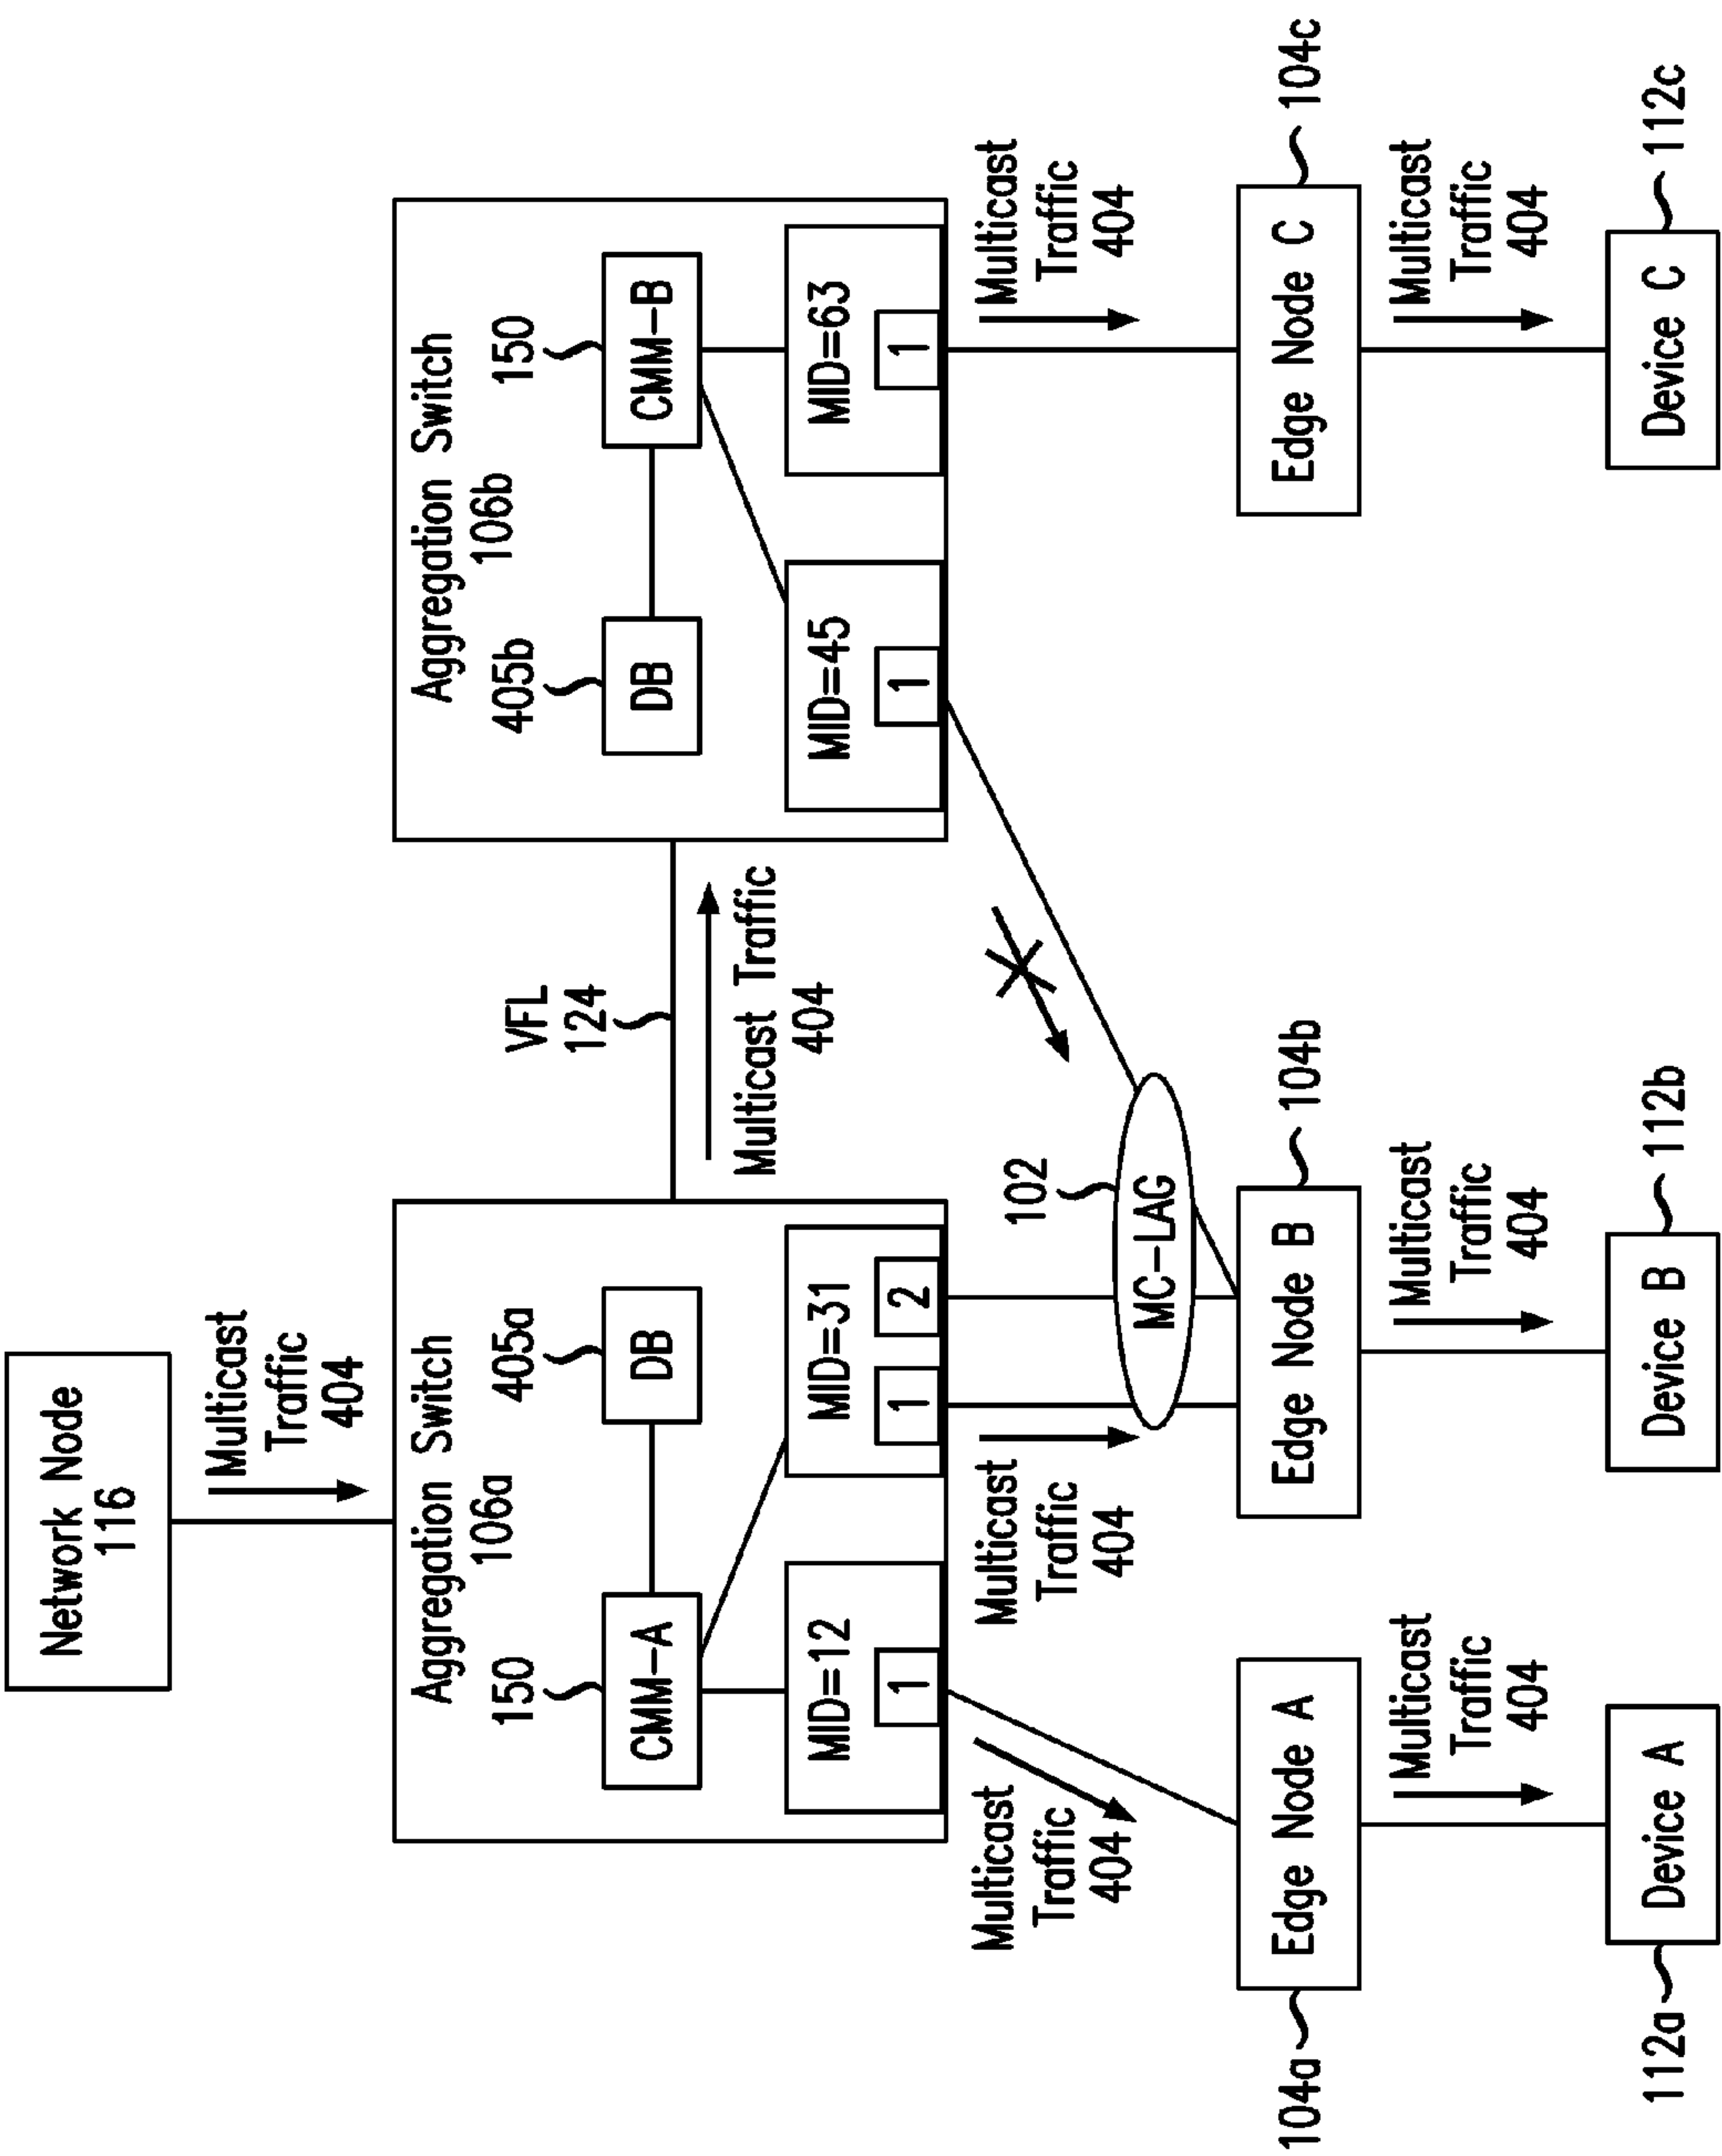 Network Node
116
Multicast
Traffic
404
Aggregation Switch
106a
150
CMM-A
405a
DB
MID=12
1
MID=31
1
2
VFL
124
Multicast Traffic
404
Aggregation Switch
106b
405b
DB
150
CMM-B
MID=45
1
MID=63
1
Multicast
Traffic
404
Multicast
Traffic
404
102
MC-LAG
Multicast
Traffic
404
104a
Edge Node A
Edge Node B
104b
Edge Node C
104c
Multicast
Traffic
404
Multicast
Traffic
404
Multicast
Traffic
404
112a
Device A
Device B
112b
Device C
112c